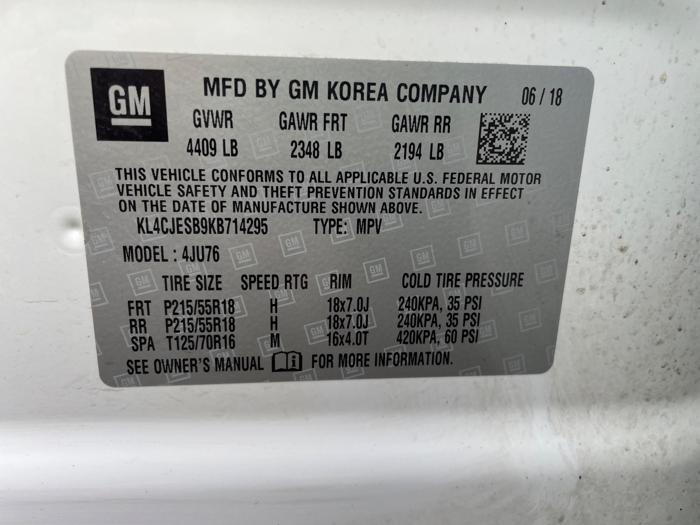 GM MFD BY GM KOREA COMPANY 06 / 18
GVWR GAWR FRT GAWR RR
4409 LB 2348 LB 2194 LB
THIS VEHICLE CONFORMS TO ALL APPLICABLE U.S. FEDERAL MOTOR
VEHICLE SAFETY AND THEFT PREVENTION STANDARDS IN EFFECT
ON THE DATE OF MANUFACTURE SHOWN ABOVE.
KL4CJESB9KB714295 TYPE: MPV
MODEL : 4JU76
TIRE SIZE SPEED RTG RIM COLD TIRE PRESSURE
FRT P215/55R18 H 18x7.0J 240KPA, 35 PSI
RR P215/55R18 H 18x7.0J 240KPA, 35 PSI
SPA T125/70R16 M 16x4.0T 420KPA, 60 PSI
SEE OWNER'S MANUAL FOR MORE INFORMATION.